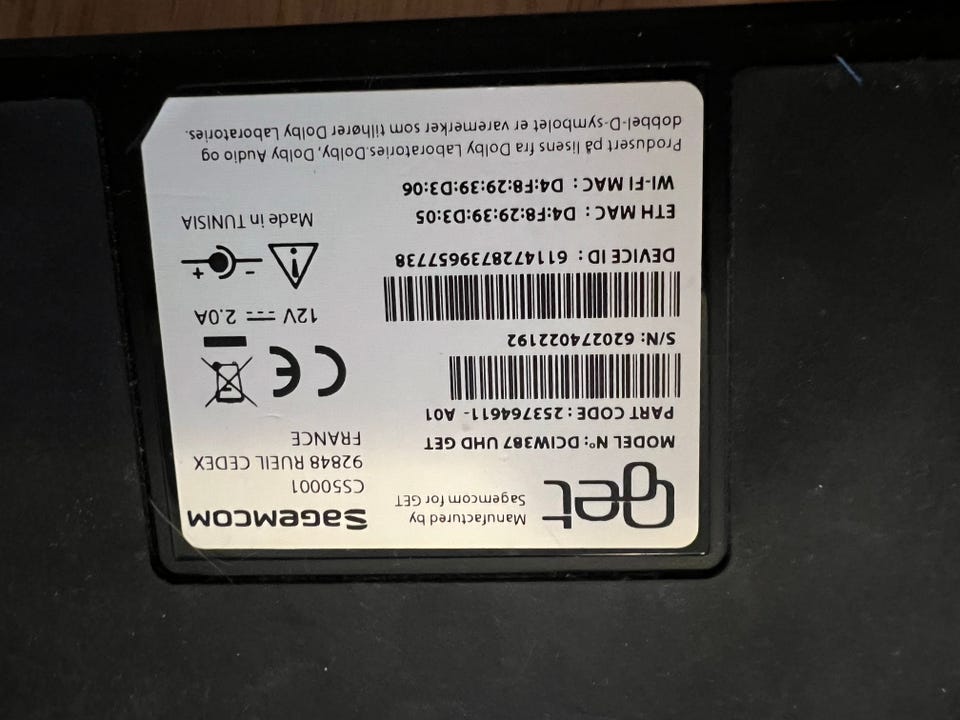 get
Manufactured by
Sagemcom for GET
SAGEMCOM
CS50001
92848 RUEIL CEDEX
FRANCE
MODEL Nº: DCIW387 UHD GET
PART CODE : 253764611- A01
S/N: 620274022192
DEVICE ID : 6114728739657738
ETH MAC : D4:F8:29:39:D3:05
WI-FI MAC : D4:F8:29:39:D3:06
CE
12V 2.0A
- +
Made in TUNISIA
Produsert på lisens fra Dolby Laboratories.Dolby, Dolby Audio og
dobbel-D-symbolet er varemerker som tilhører Dolby Laboratories.